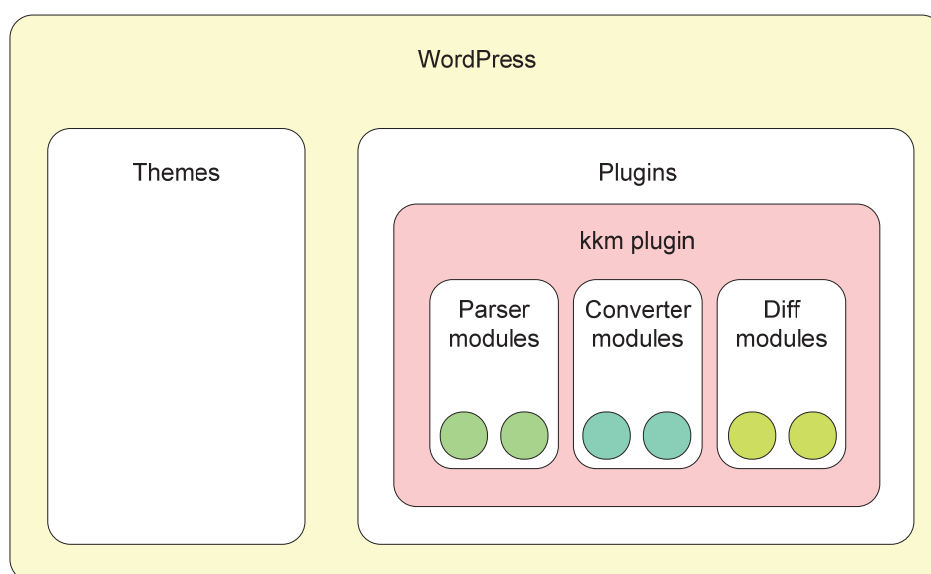 WordPress
Themes
Plugins
kkm plugin
Parser
modules
Converter
modules
Diff
modules